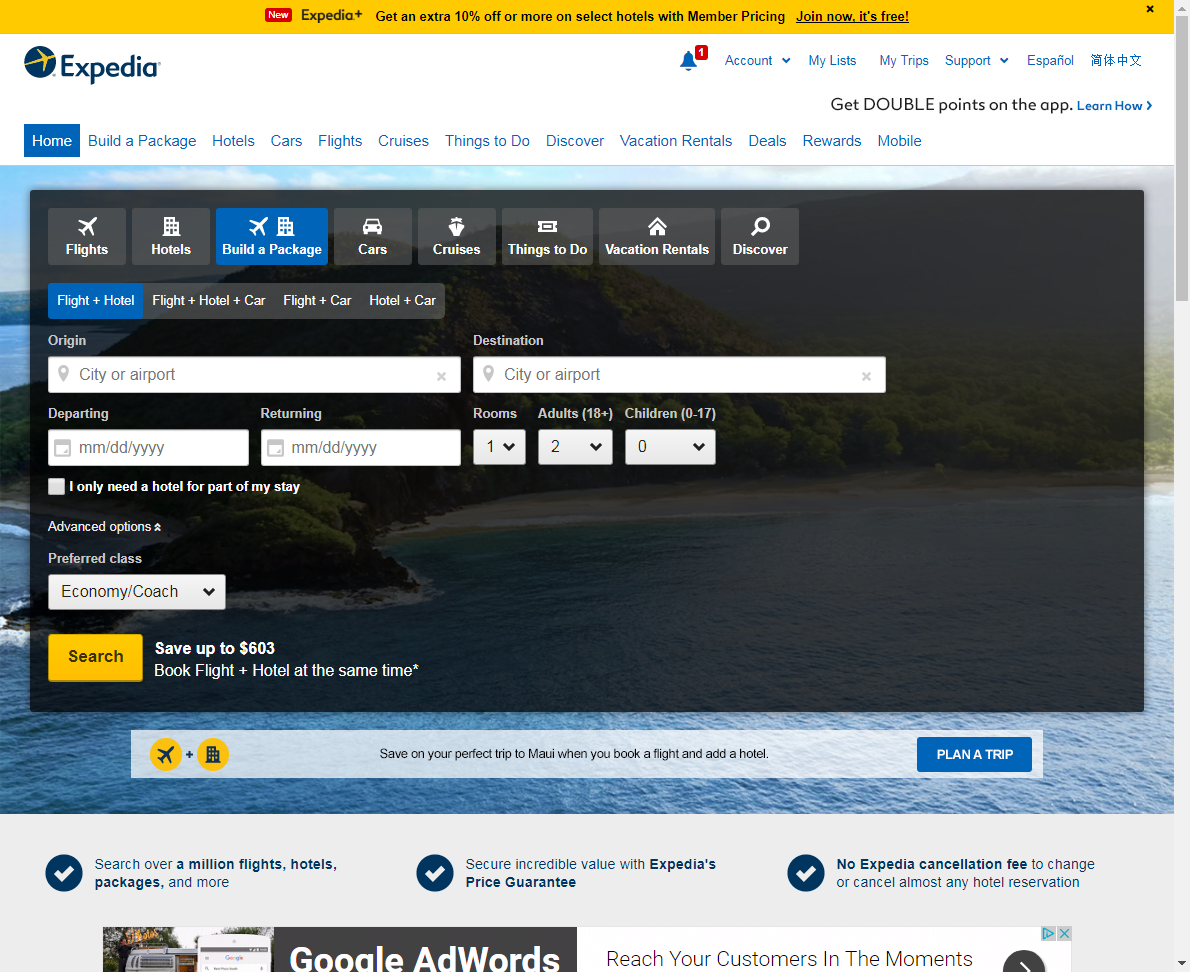 New Expedia+ Get an extra 10% off or more on select hotels with Member Pricing Join now, it's free!
Expedia
1 Account My Lists My Trips Support Español 简体中文
Get DOUBLE points on the app. Learn How
Home Build a Package Hotels Cars Flights Cruises Things to Do Discover Vacation Rentals Deals Rewards Mobile
Flights Hotels Build a Package Cars Cruises Things to Do Vacation Rentals Discover
Flight + Hotel Flight + Hotel + Car Flight + Car Hotel + Car
Origin Destination
City or airport City or airport
Departing Returning Rooms Adults (18+) Children (0-17)
mm/dd/yyyy mm/dd/yyyy 1 2 0
I only need a hotel for part of my stay
Advanced options
Preferred class
Economy/Coach
Search
Save up to $603
Book Flight + Hotel at the same time*
+ Save on your perfect trip to Maui when you book a flight and add a hotel. PLAN A TRIP
Search over a million flights, hotels,
packages, and more
Secure incredible value with Expedia's
Price Guarantee
No Expedia cancellation fee to change
or cancel almost any hotel reservation
Google
Google AdWords
Reach Your Customers In The Moments